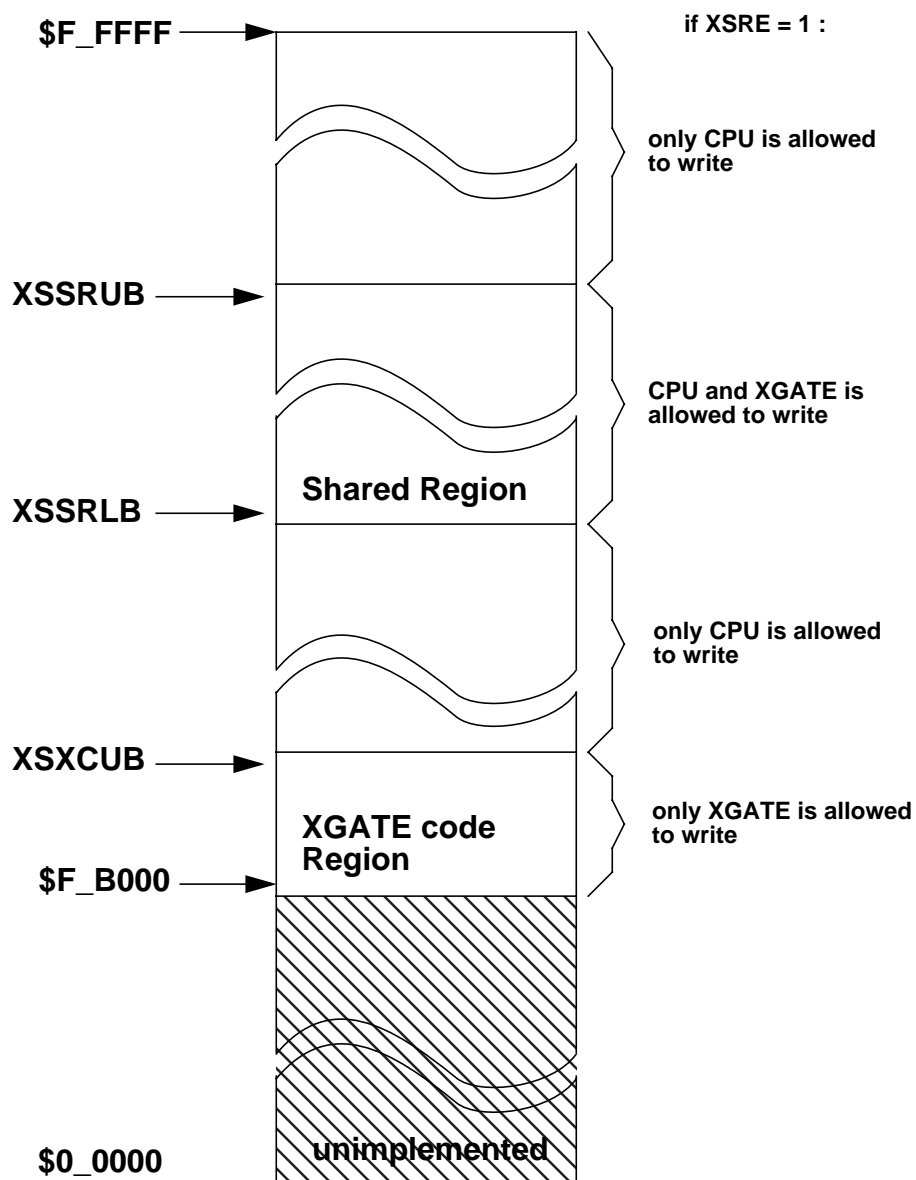 $F_FFFF
if XSRE = 1 :
only CPU is allowed
to write
XSSRUB
CPU and XGATE is
allowed to write
Shared Region
XSSRLB
only CPU is allowed
to write
XSXCUB
XGATE code
Region
only XGATE is allowed
to write
$F_B000
unimplemented
$0_0000